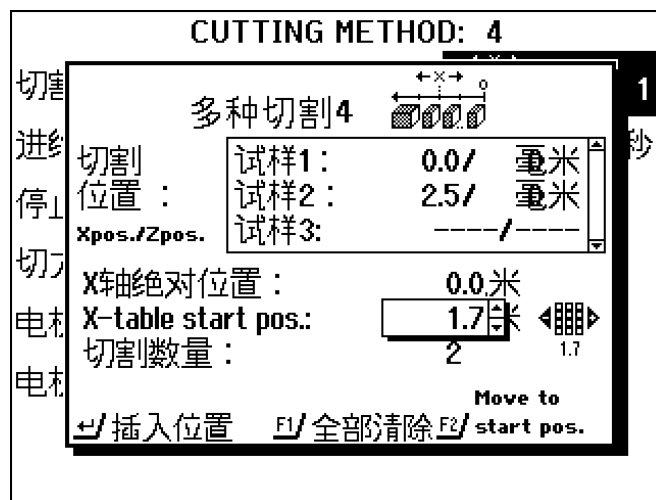 CUTTING METHOD: 4
切割
1
多种切割4
进给
秒
切割
位置：
Xpos./Zpos.
试样1： 0.0/ 毫米
试样2： 2.5/ 毫米
试样3: ----/----
停止
切刀
X轴绝对位置： 0.0 米
X-table start pos.: 1.7 米
1.7
电机
切割数量： 2
电机
Move to
start pos.
插入位置 F1/ 全部清除 F2/